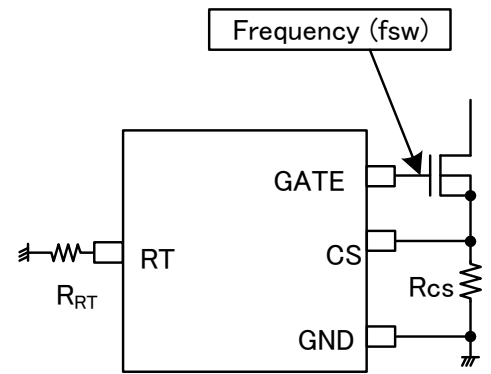 Frequency (fsw)
GATE
RT
CS
RRT
Rcs
GND